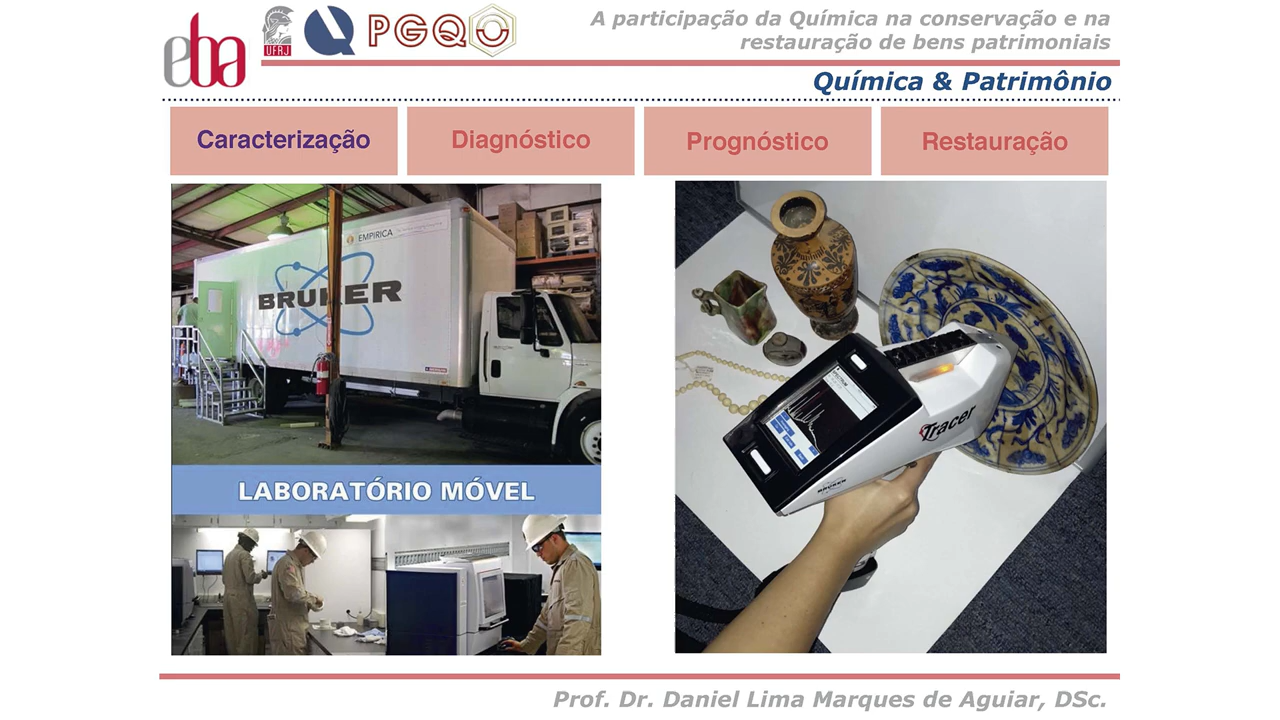 eba
UFRJ
PGQu
A participação da Química na conservação e na
restauração de bens patrimoniais
Química & Patrimônio
Caracterização
Diagnóstico
Prognóstico
Restauração
EMPIRICA
BRUKER
LABORATÓRIO MÓVEL
SPECTRUM
Tracer
BRUKER
Prof. Dr. Daniel Lima Marques de Aguiar, DSc.